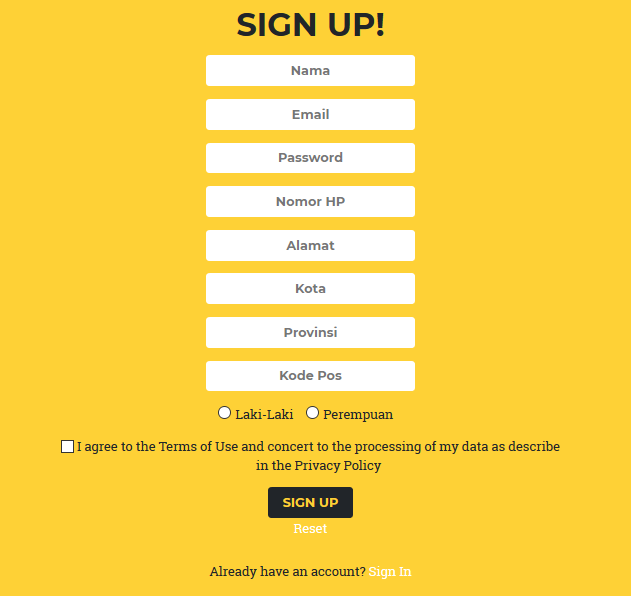 SIGN UP!
Nama
Email
Password
Nomor HP
Alamat
Kota
Provinsi
Kode Pos
Laki-Laki Perempuan
I agree to the Terms of Use and concert to the processing of my data as describe
in the Privacy Policy
SIGN UP
Reset
Already have an account? Sign In